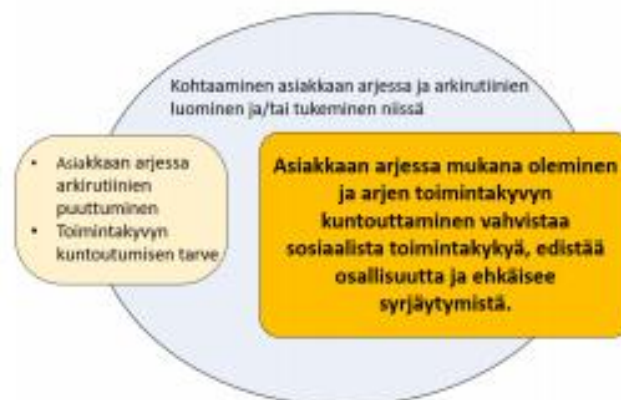 Kohtaaminen asiakkaan arjessa ja arkirutiinien
luominen ja/tai tukeminen niissä
• Asiakkaan arjessa
arkirutiinien
puuttuminen
• Toimintakyvyn
kuntoutumisen tarve
Asiakkaan arjessa mukana oleminen
ja arjen toimintakyvyn
kuntouttaminen vahvistaa
sosiaalista toimintakykyä, edistää
osallisuutta ja ehkäisee
syrjäytymistä.